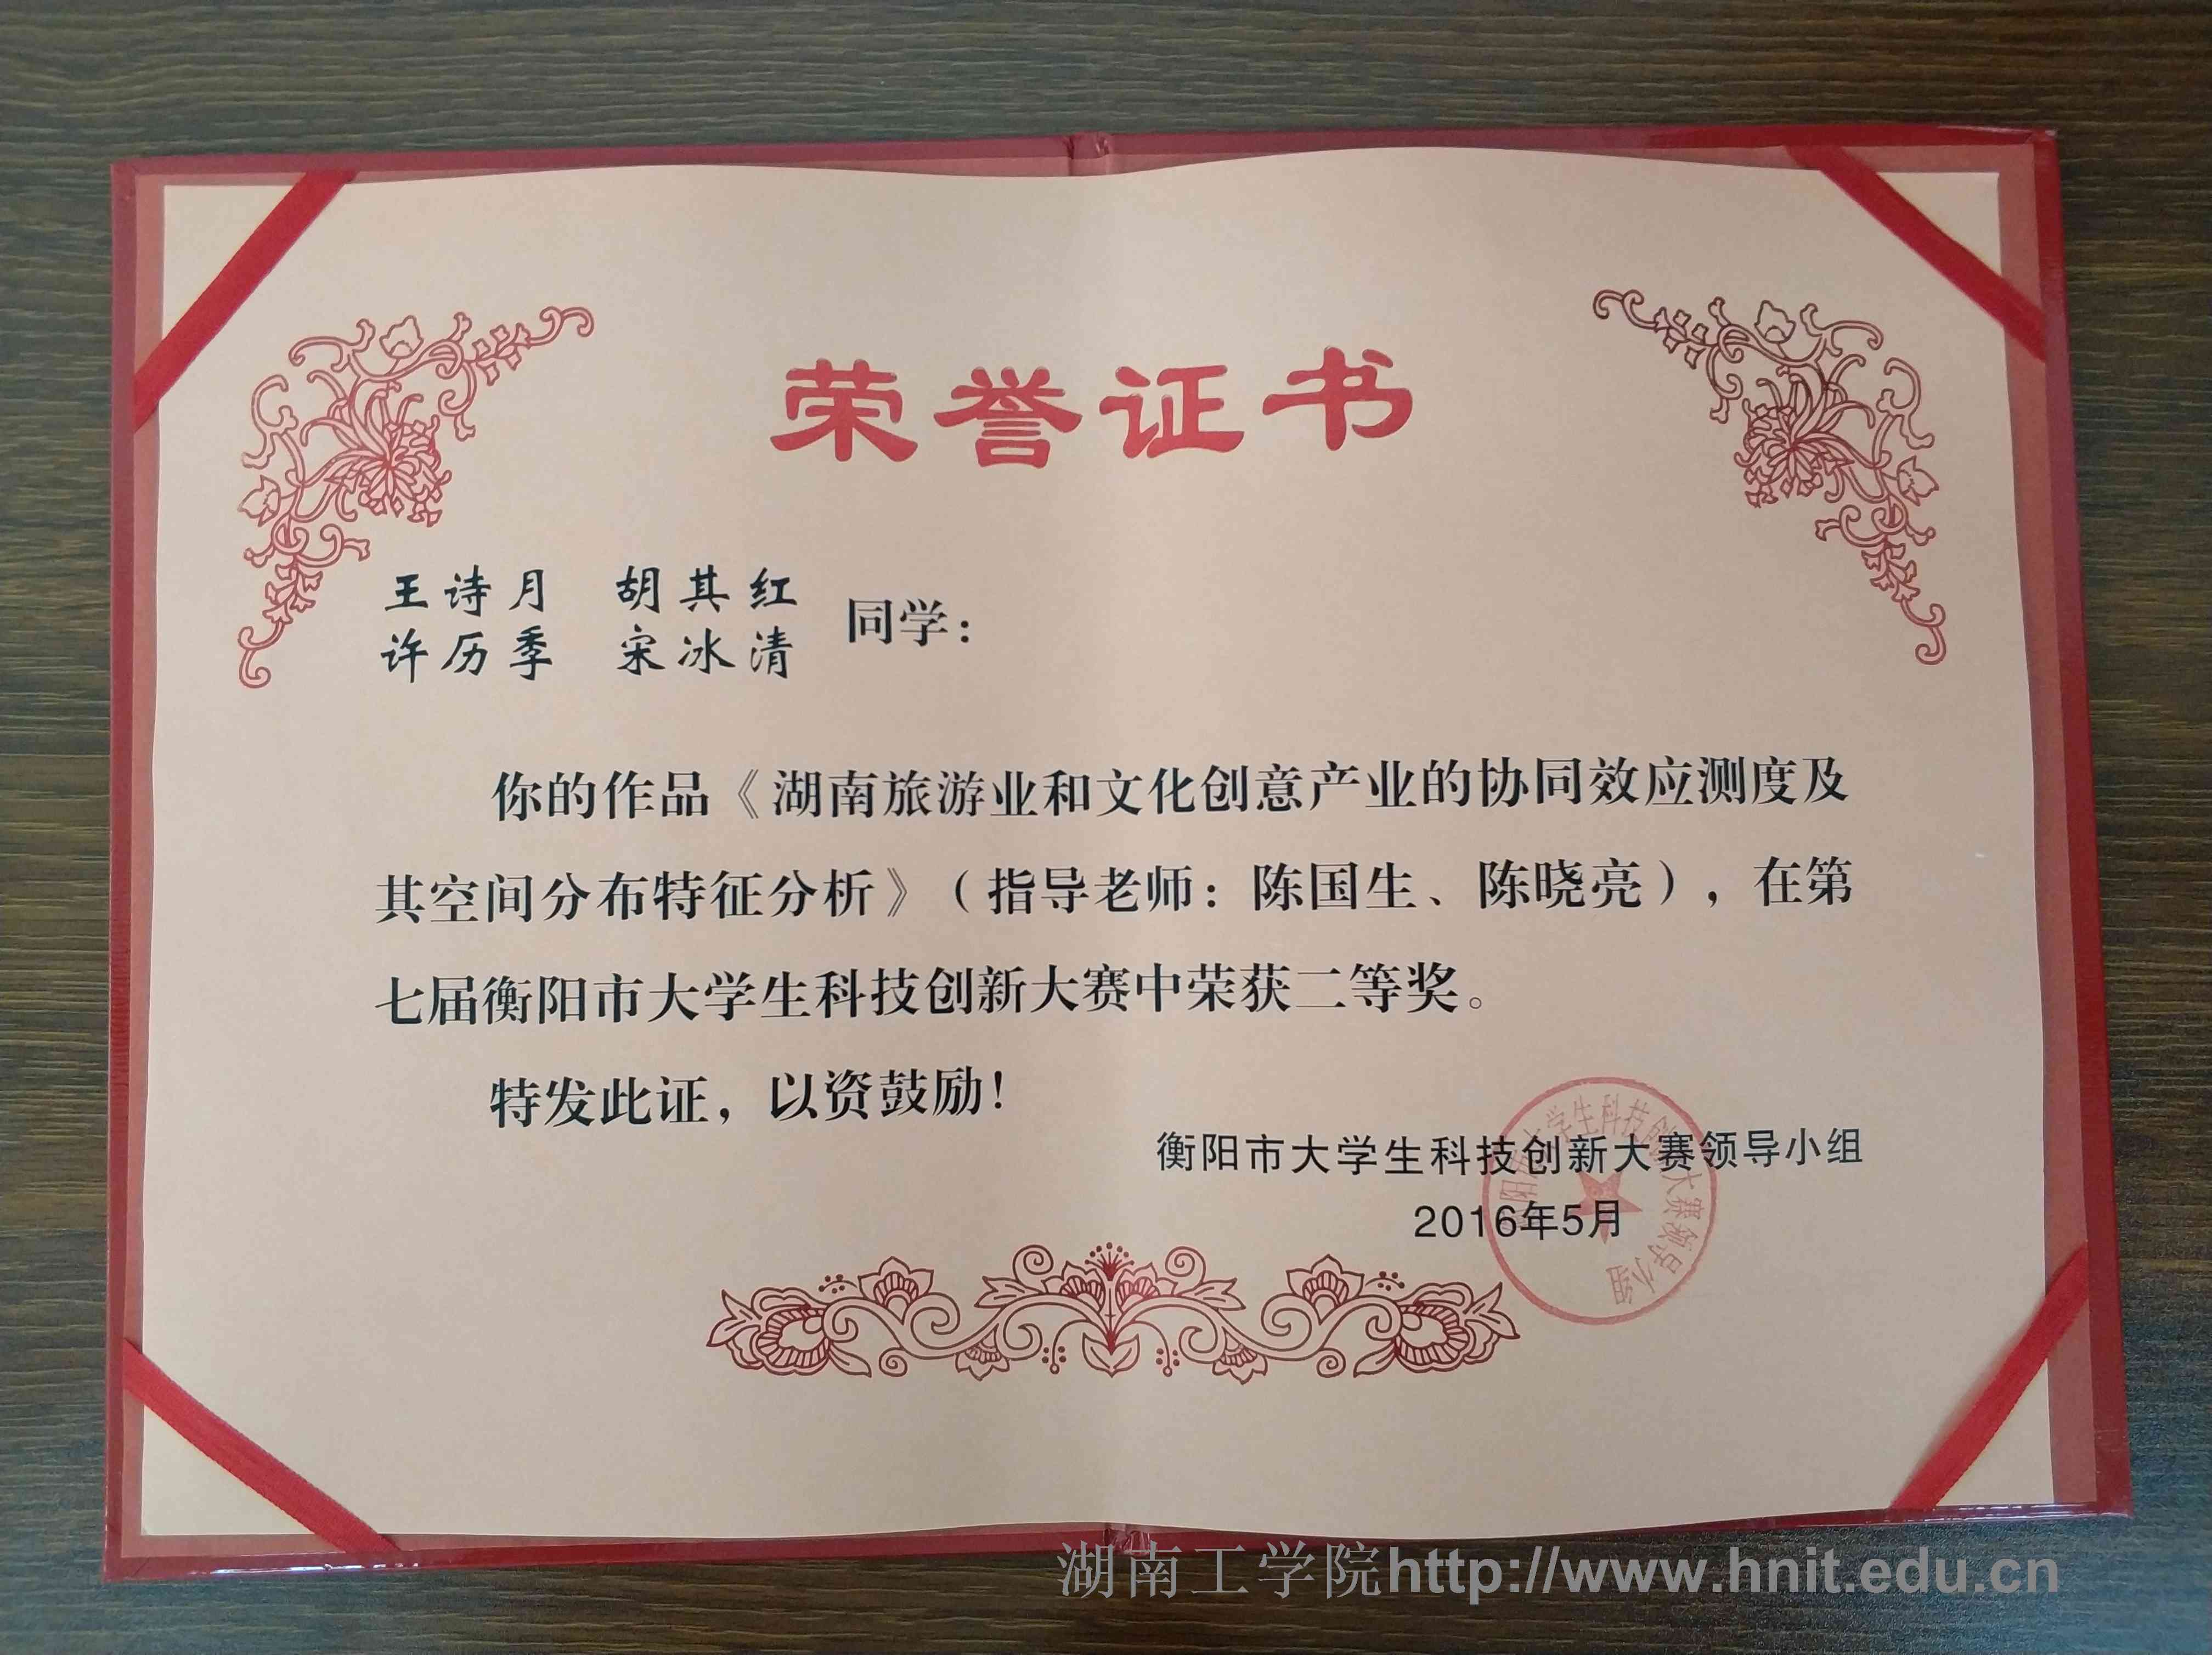 荣誉证书
王诗月 胡其红
许历季 宋冰清
同学：
你的作品《湖南旅游业和文化创意产业的协同效应测度及
其空间分布特征分析》（指导老师：陈国生、陈晓亮），在第
七届衡阳市大学生科技创新大赛中荣获二等奖。
特发此证，以资鼓励！
衡阳市大学生科技创新大赛领导小组
2016年5月
湖南工学院http://www.hnit.edu.cn